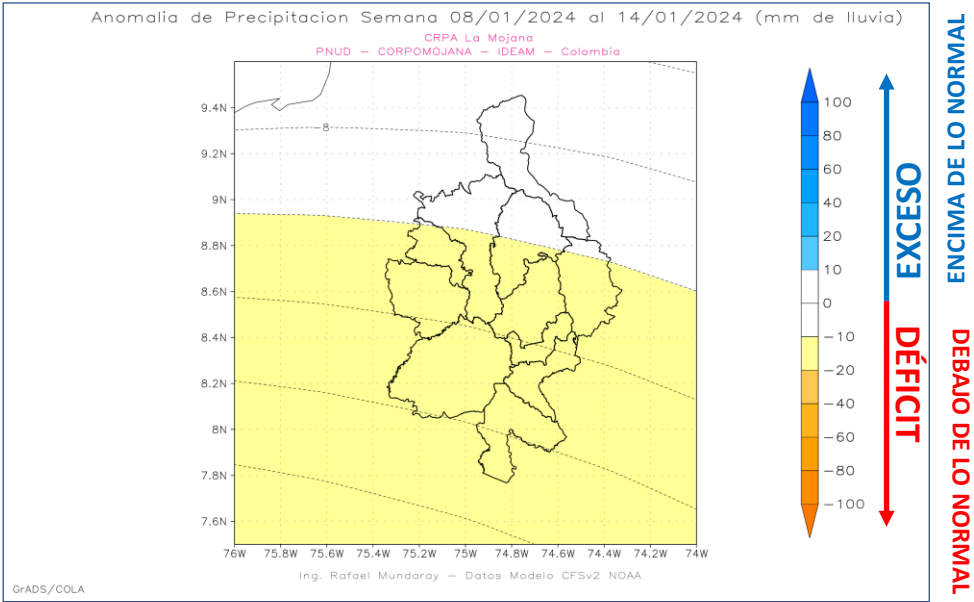 Anomalia de Precipitacion Semana 08/01/2024 al 14/01/2024 (mm de lluvia)
CRPA La Mojana
PNUD – CORPOMOJANA – IDEAM – Colombia
9.4N
9.2N
9N
8.8N
8.6N
8.4N
8.2N
8N
7.8N
7.6N
-8
76W
75.8W
75.6W
75.4W
75.2W
75W
74.8W
74.6W
74.4W
74.2W
74W
100
80
60
40
20
10
0
-10
-20
-40
-60
-80
-100
EXCESO
DÉFICIT
ENCIMA DE LO NORMAL
DEBAJO DE LO NORMAL
Ing. Rafael Mundaray – Datos Modelo CFSv2 NOAA
GrADS/COLA